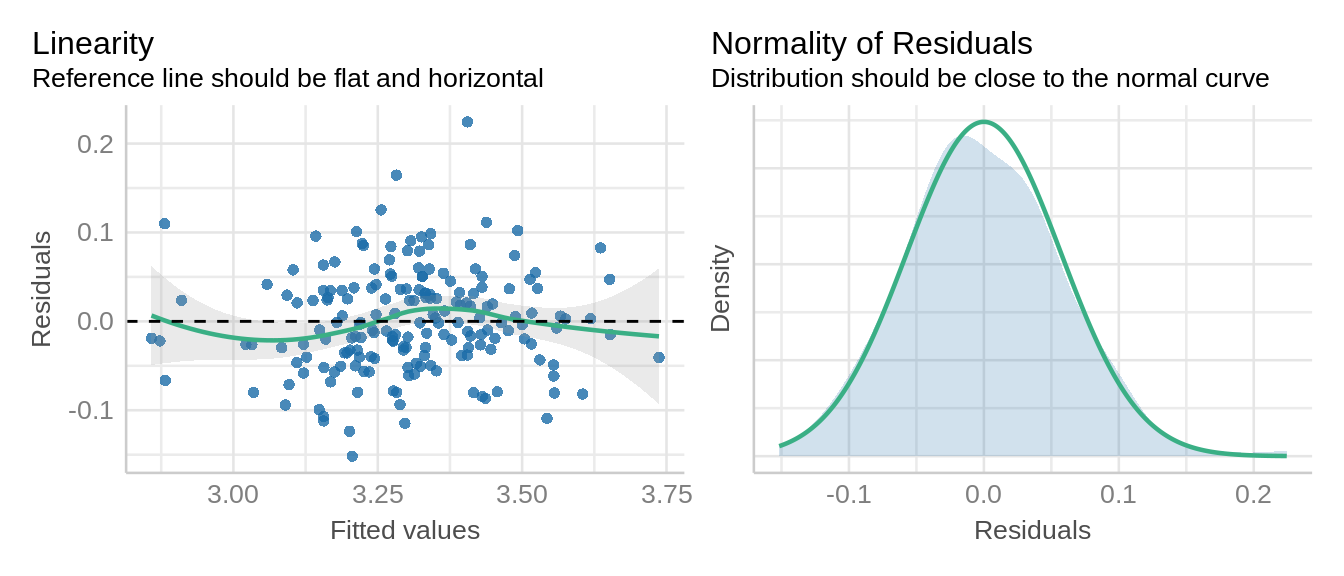 Linearity
Reference line should be flat and horizontal
Residuals
0.2
0.1
0.0
-0.1
3.00
3.25
3.50
3.75
Fitted values
Normality of Residuals
Distribution should be close to the normal curve
Density
-0.1
0.0
0.1
0.2
Residuals